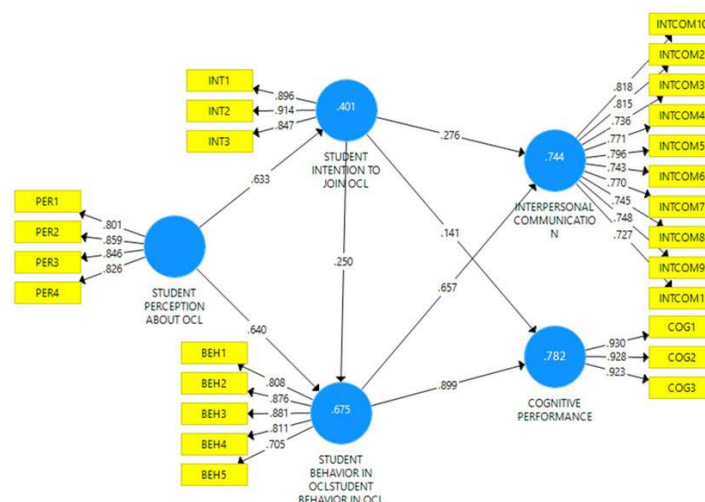 INTCOM10
INTCOM2
INTCOM3
INTCOM4
INTCOM5
INTCOM6
INTCOM7
INTCOM8
INTCOM9
INTCOM1
.818
.815
.736
.771
.796
.743
.770
.745
.748
.727
INT1
INT2
INT3
.896
.914
.847
.401
STUDENT
INTENTION TO
JOIN OCL
.276
.744
INTERPERSONAL
COMMUNICATIO
N
.633
.141
.250
.657
PER1
PER2
PER3
PER4
.801
.859
.846
.826
STUDENT
PERCEPTION
ABOUT OCL
.640
BEH1
BEH2
BEH3
BEH4
BEH5
.808
.876
.881
.811
.705
.675
STUDENT
BEHAVIOR IN
OCLSTUDENT
BEHAVIOR IN OCL
.899
.782
COGNITIVE
PERFORMANCE
.930
.928
.923
COG1
COG2
COG3